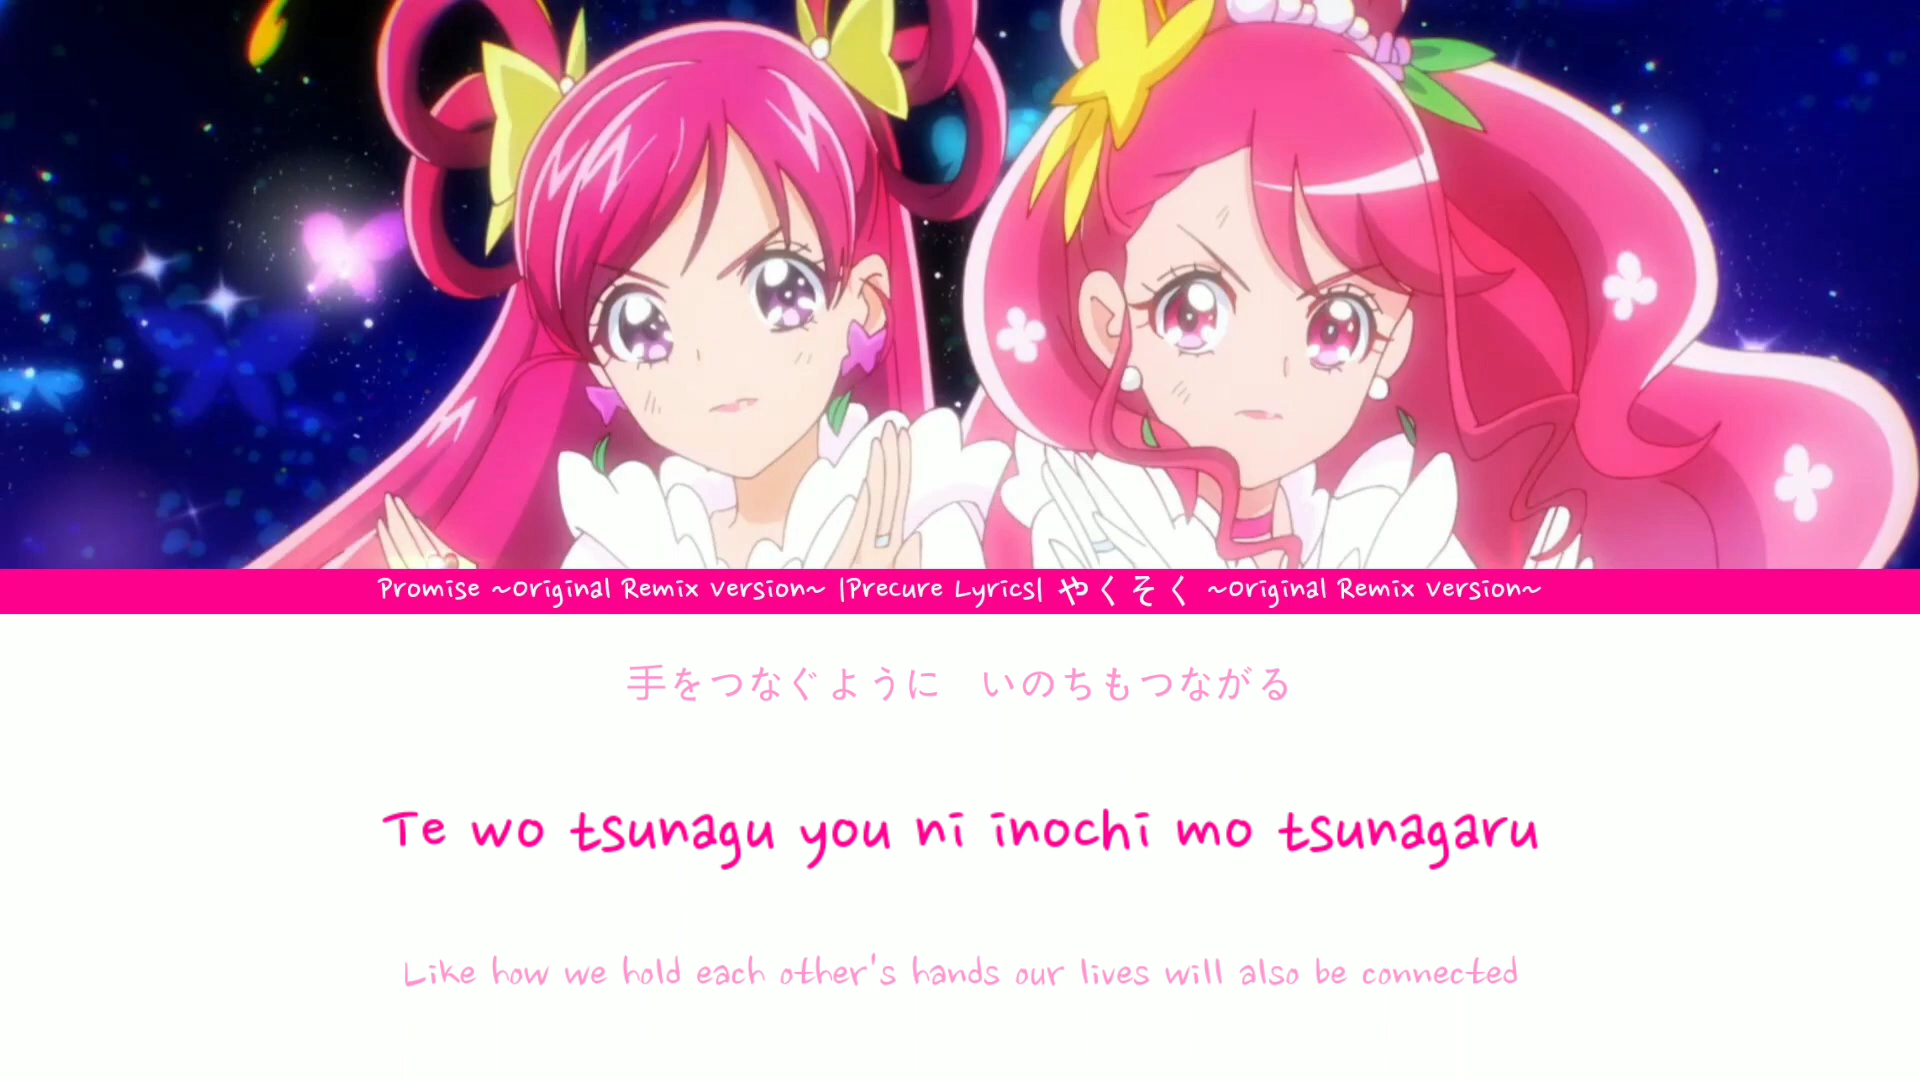 Promise ~Original Remix Version~ |Precure Lyrics| やくそく ~Original Remix Version~
手をつなぐように　いのちもつながる
Te wo tsunagu you ni inochi mo tsunagaru
Like how we hold each other's hands our lives will also be connected